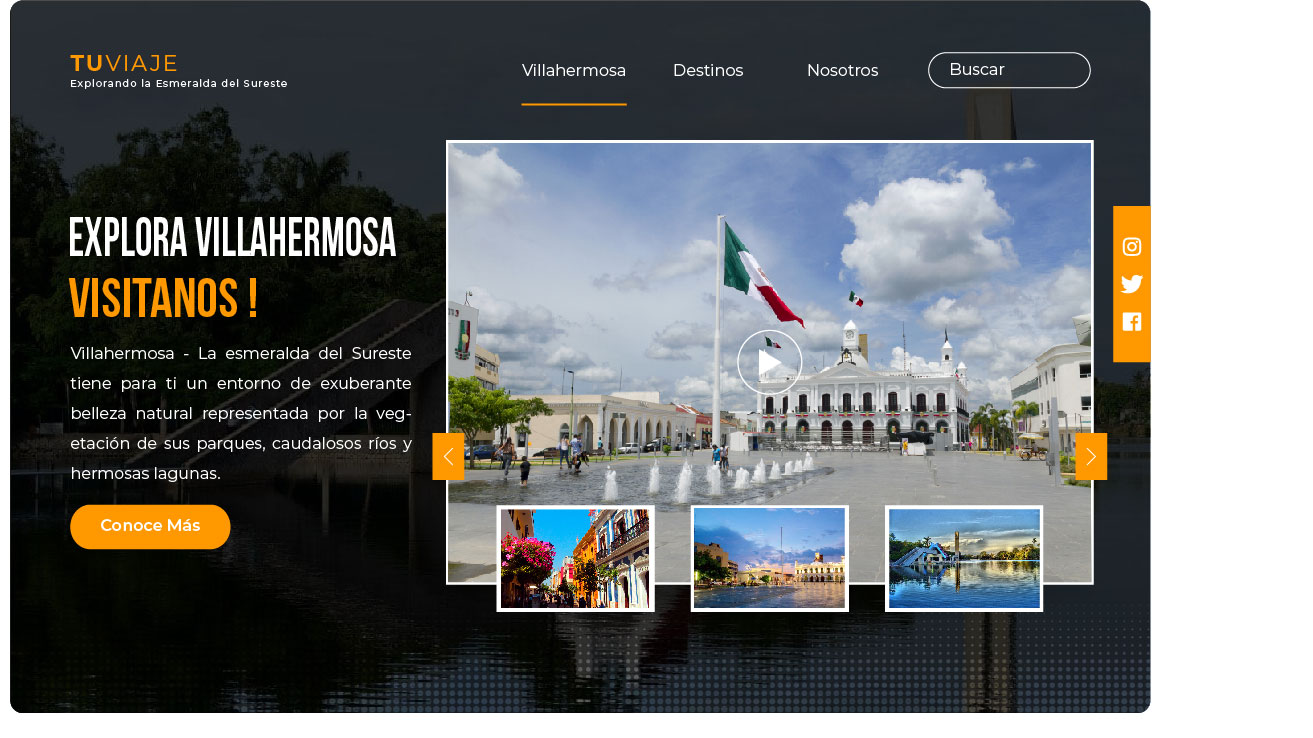 TUVIAJE
Explorando la Esmeralda del Sureste
Villahermosa
Destinos
Nosotros
Buscar
EXPLORA VILLAHERMOSA
VISITANOS !
Villahermosa - La esmeralda del Sureste
tiene para ti un entorno de exuberante
belleza natural representada por la veg-
etación de sus parques, caudalosos ríos y
hermosas lagunas.
Conoce Más